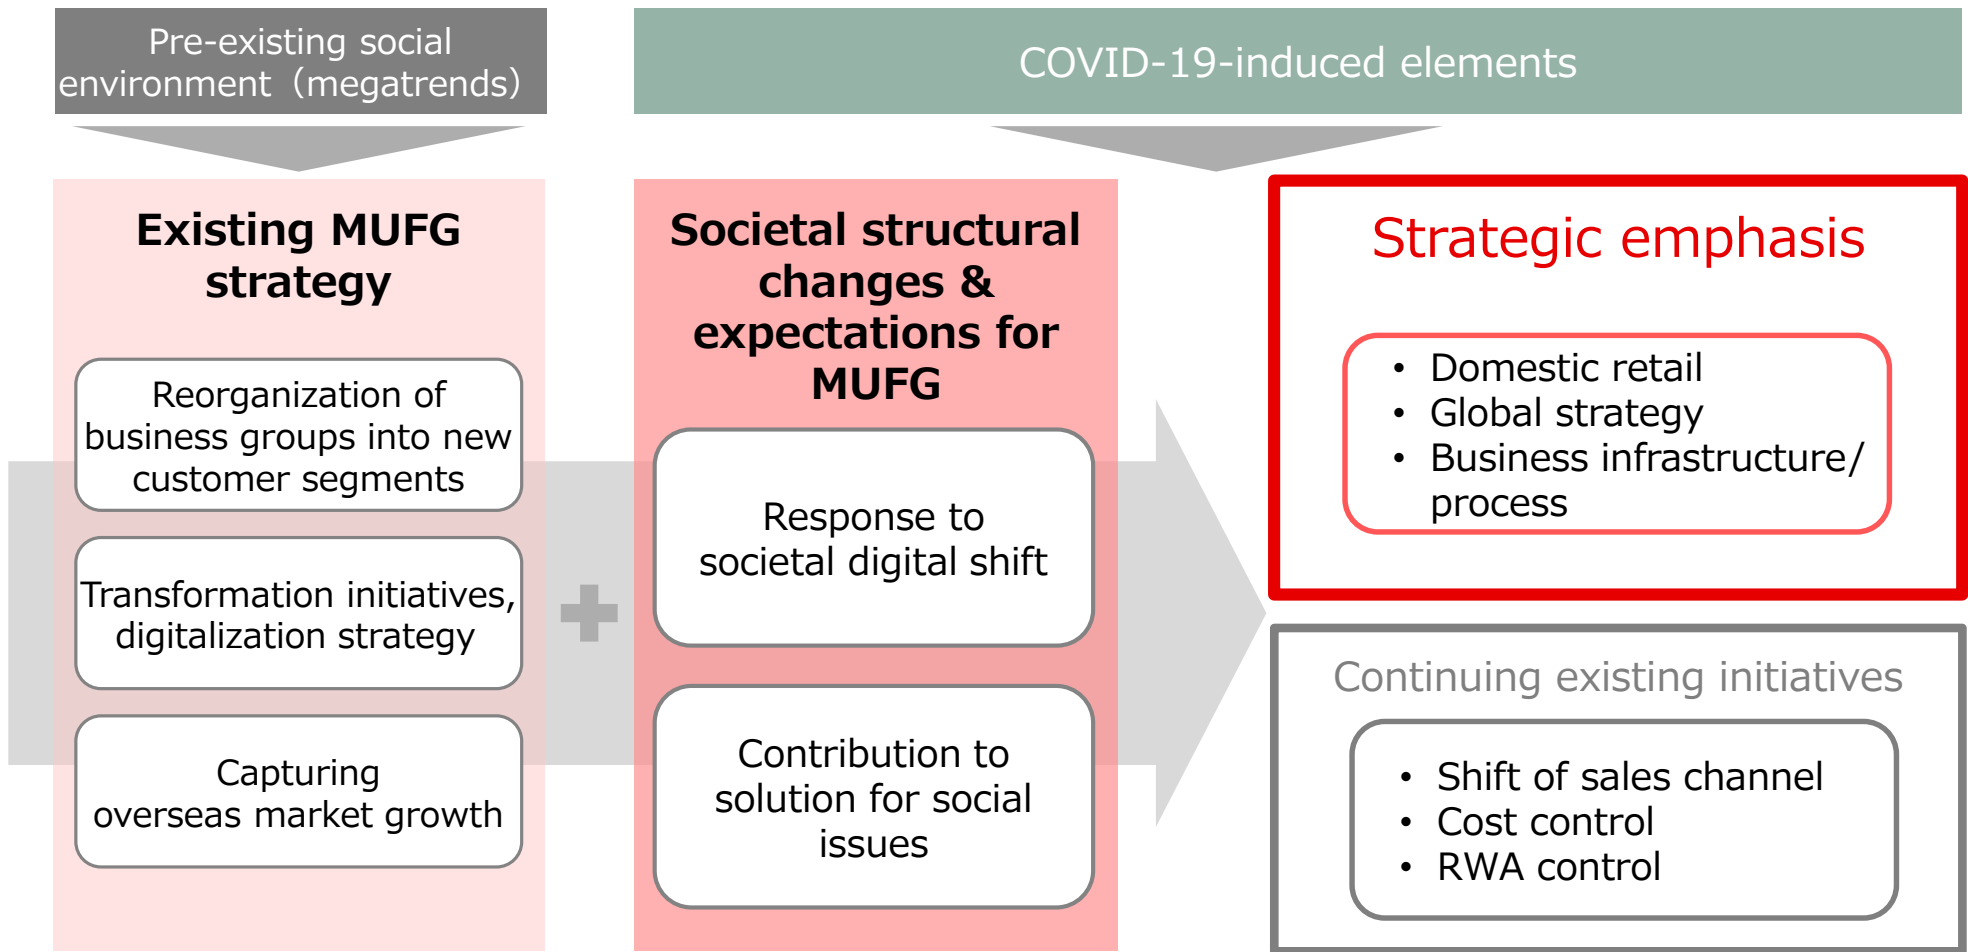 Pre-existing social
environment（megatrends）
COVID-19-induced elements
Existing MUFG
strategy
Reorganization of
business groups into new
customer segments
Transformation initiatives,
digitalization strategy
Capturing
overseas market growth
Societal structural
changes &
expectations for
MUFG
Response to
societal digital shift
Contribution to
solution for social
issues
Strategic emphasis
• Domestic retail
• Global strategy
• Business infrastructure/
process
Continuing existing initiatives
• Shift of sales channel
• Cost control
• RWA control